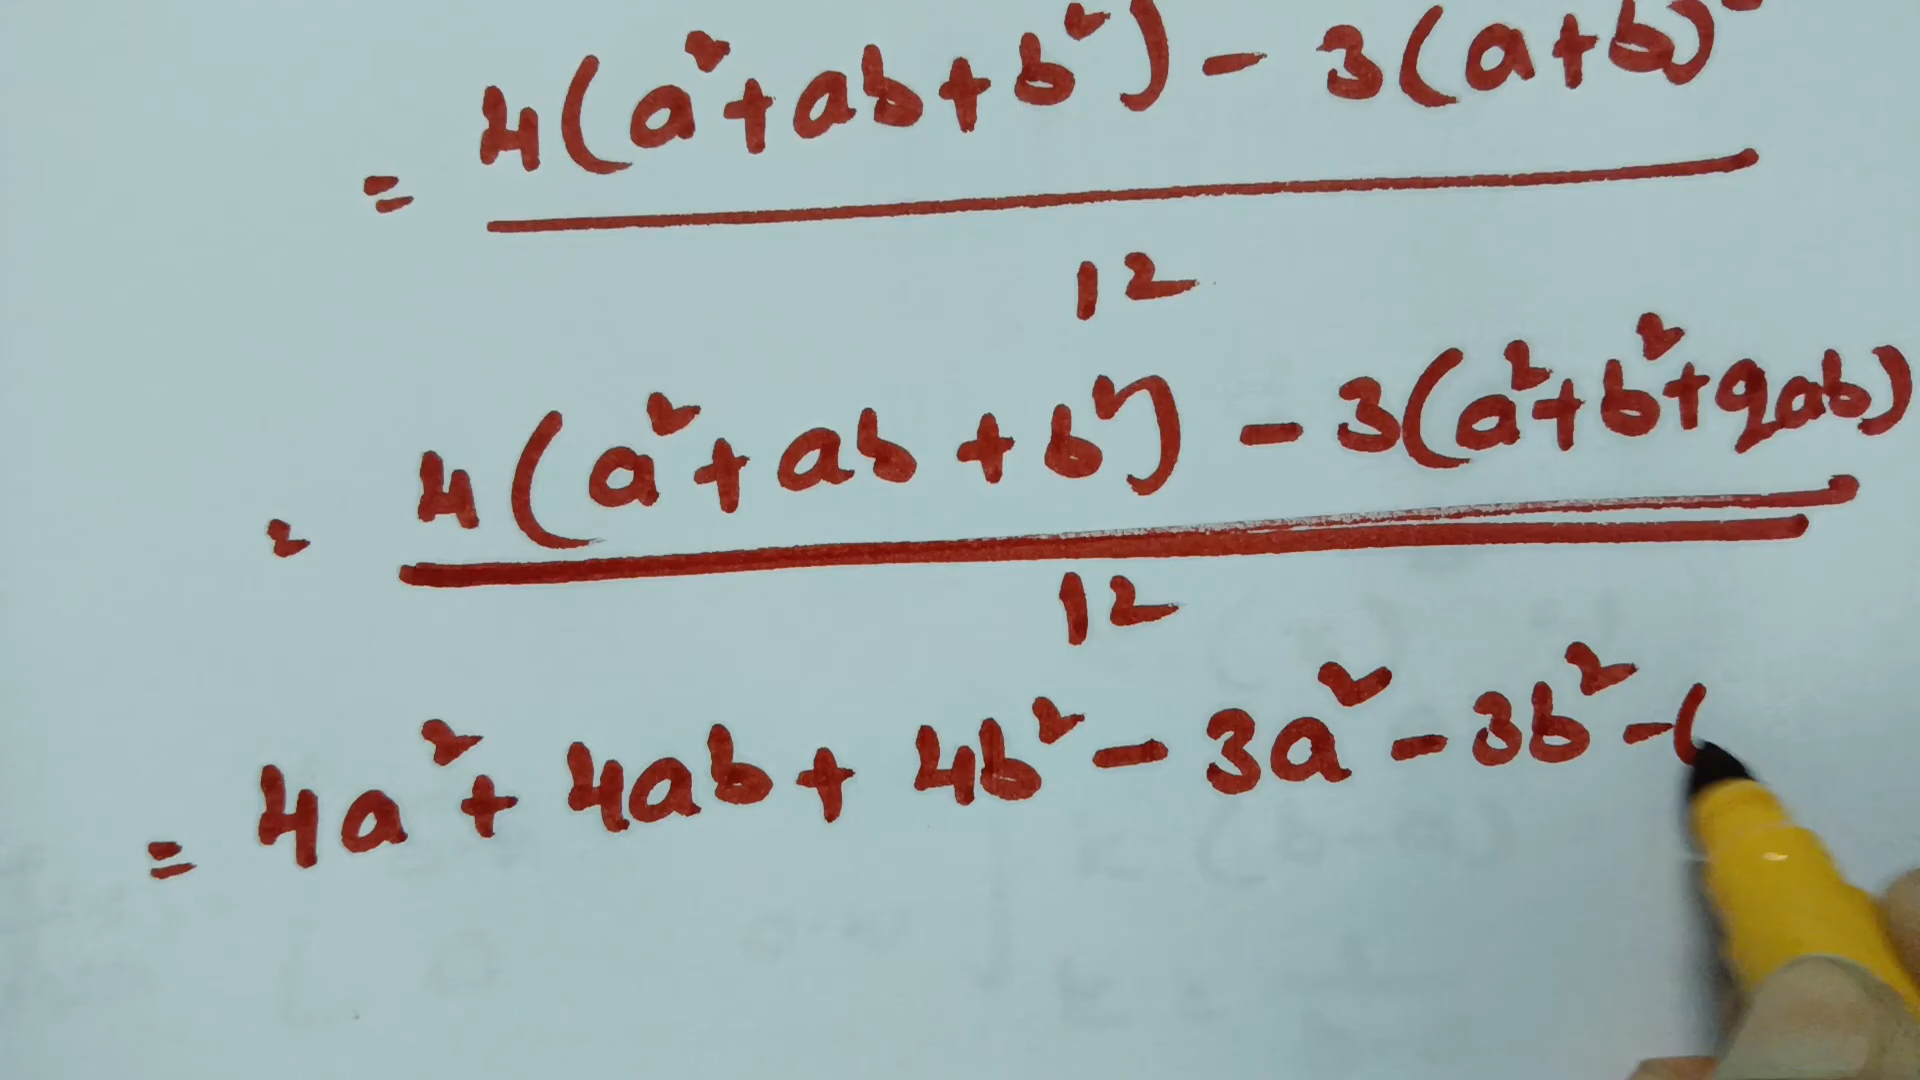 4(a²+ab+b²) - 3(a+b)²
=
12
4(a²+ab+b²) - 3(a²+b²+2ab)
=
12
= 4a²+4ab+4b²-3a²-3b²-